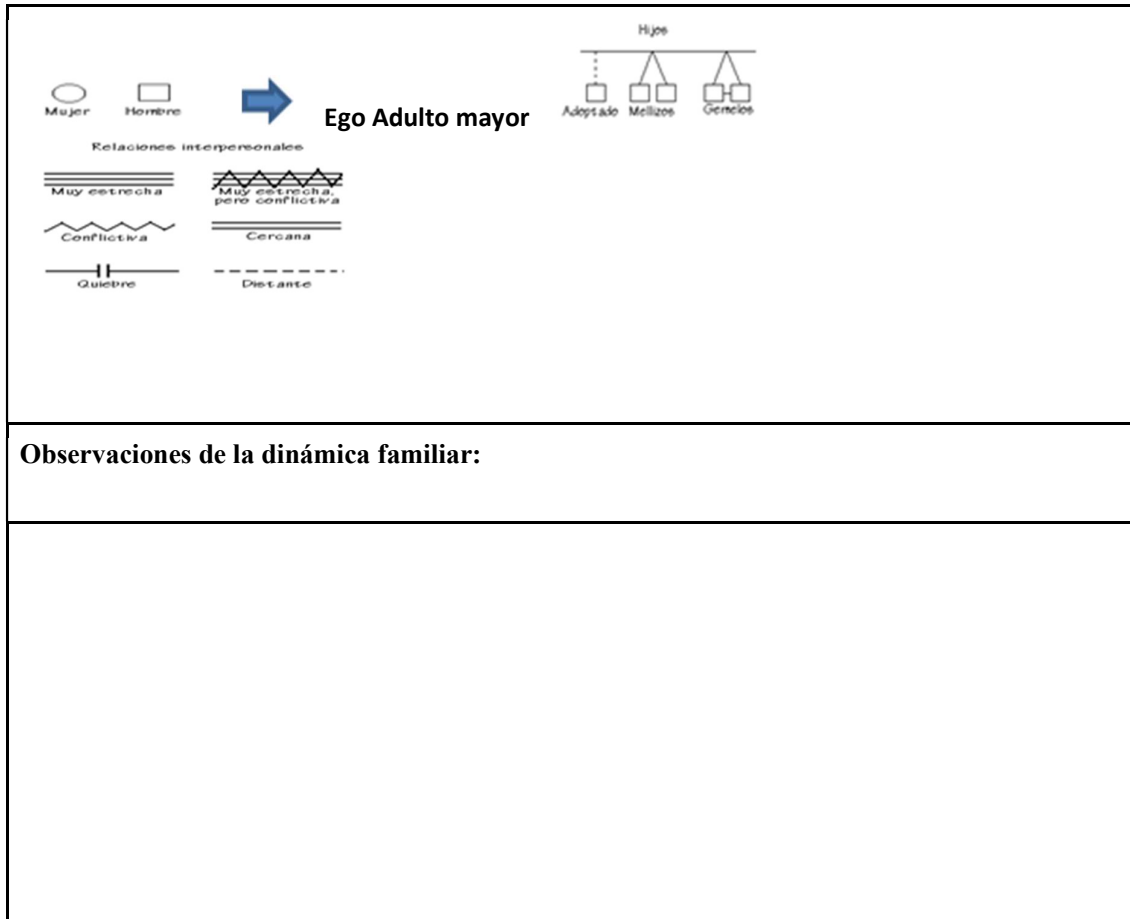 Hijos
Mujer Hombre
Ego Adulto mayor
Adoptado Mellizos Gemelos
Relaciones interpersonales
Muy estrecha
Muy estrecha,
pero conflictiva
Conflictiva
Cercana
Quiebre
Distante
Observaciones de la dinámica familiar: